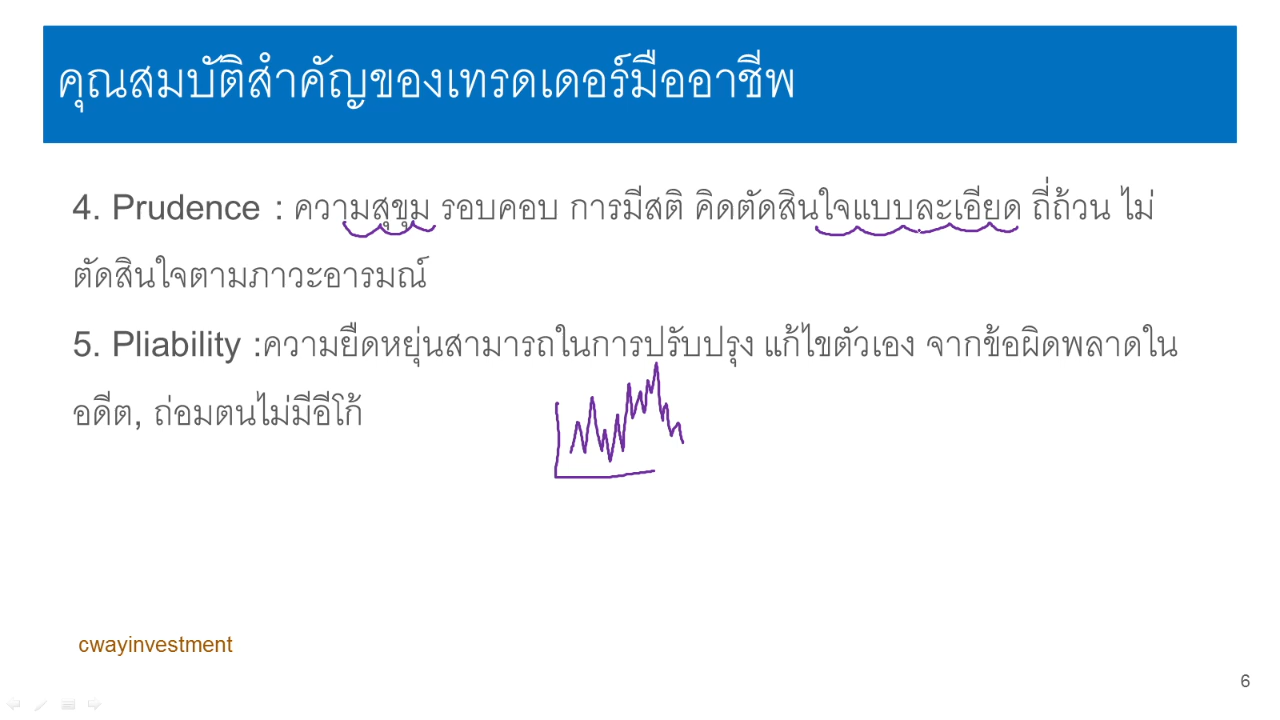 คุณสมบัติสำคัญของเทรดเดอร์มืออาชีพ
4. Prudence : ความสุขุม รอบคอบ การมีสติ คิดตัดสินใจแบบละเอียด ถี่ถ้วน ไม่
ตัดสินใจตามภาวะอารมณ์
5. Pliability :ความยืดหยุ่นสามารถในการปรับปรุง แก้ไขตัวเอง จากข้อผิดพลาดใน
อดีต, ถ่อมตนไม่มีอีโก้
cwayinvestment
6